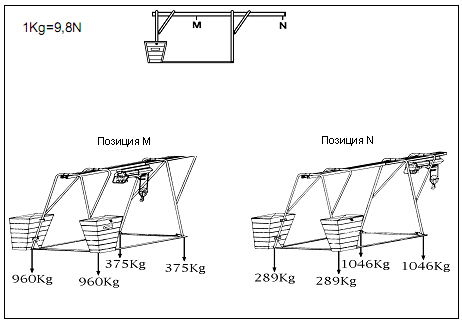 1Kg=9,8N
M
N
Позиция M
Позиция N
960Kg
960Kg
375Kg
375Kg
289Kg
289Kg
1046Kg
1046Kg